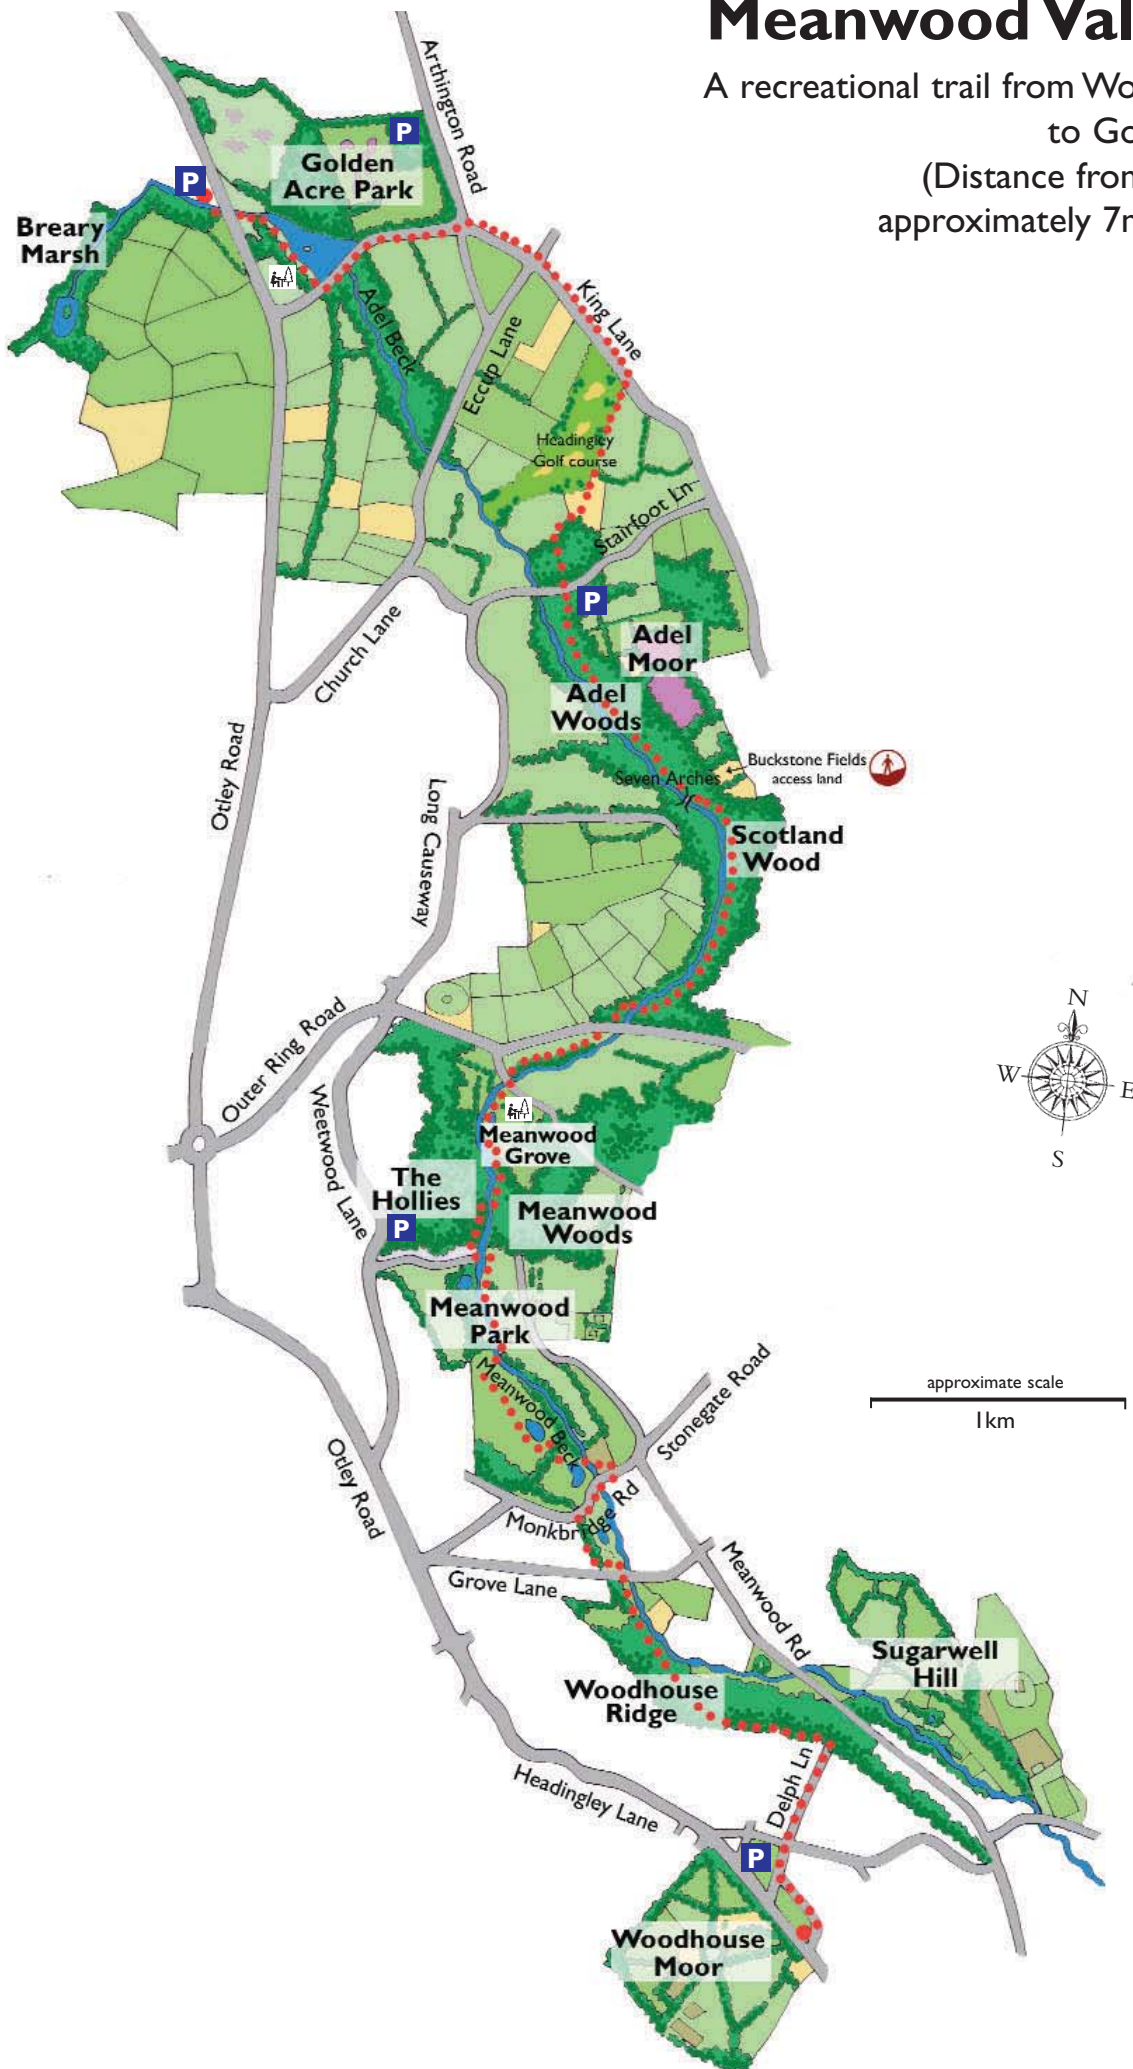 Meanwood Val
A recreational trail from Wo
to Go
(Distance from
approximately 7m
Arthington Road
P
Golden
Acre Park
P
Breary
Marsh
Adel Beck
King Lane
Eccup Lane
Headingley
Golf course
Stairfoot Ln
P
Church Lane
Adel
Moor
Adel
Woods
Otley Road
Buckstone Fields
access land
Seven Arches
Long Causeway
Scotland
Wood
N
W
E
S
Outer Ring Road
Weetwood Lane
Meanwood
Grove
The
Hollies
P
Meanwood
Woods
Meanwood
Park
Meanwood Beck
Stonegate Road
approximate scale
1km
Otley Road
Monkbridge Rd
Grove Lane
Meanwood Rd
Sugarwell
Hill
Woodhouse
Ridge
Delph Ln
Headingley Lane
P
Woodhouse
Moor